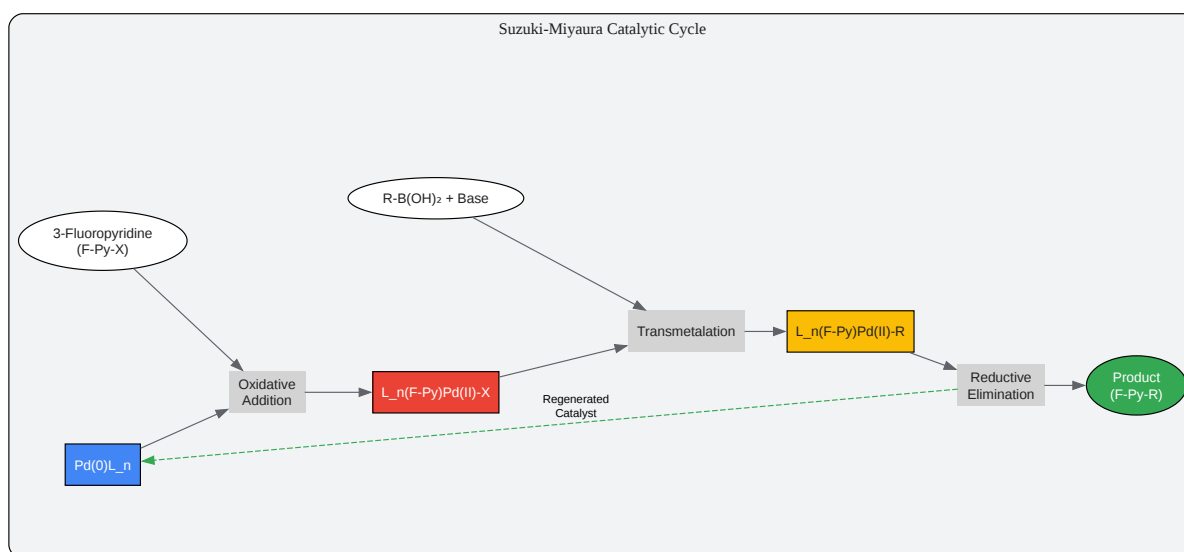 Suzuki-Miyaura Catalytic Cycle
R-B(OH)₂ + Base
3-Fluoropyridine
(F-Py-X)
Transmetalation
L_n(F-Py)Pd(II)-R
Oxidative
Addition
L_n(F-Py)Pd(II)-X
Regenerated
Catalyst
Reductive
Elimination
Product
(F-Py-R)
Pd(0)L_n